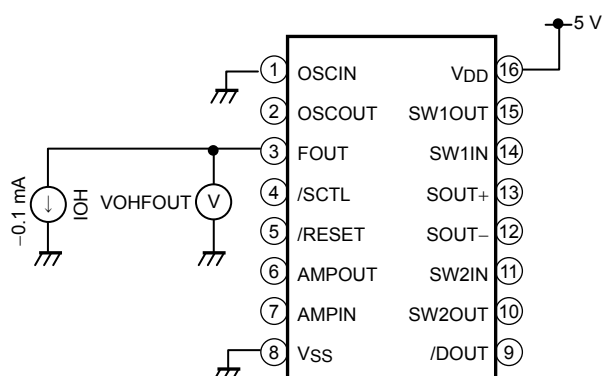 5 V
1 OSCIN VDD 16
2 OSCOUT SW1OUT 15
3 FOUT SW1IN 14
−0.1 mA ↓ IOH VOHFOUT V
4 /SCTL SOUT+ 13
5 /RESET SOUT− 12
6 AMPOUT SW2IN 11
7 AMPIN SW2OUT 10
8 VSS /DOUT 9